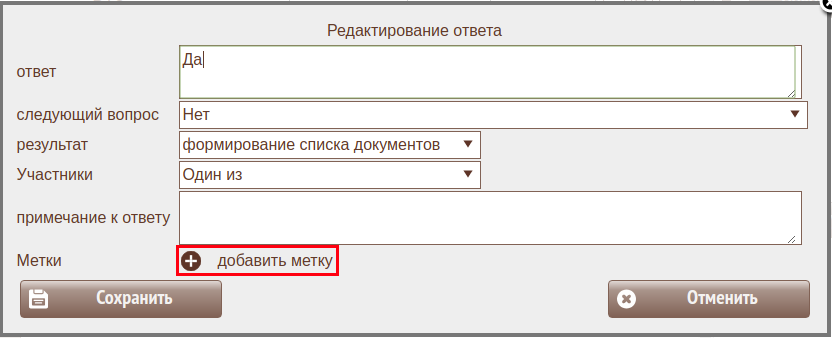 Редактирование ответа
ответ Да
следующий вопрос Нет
результат формирование списка документов
Участники Один из
примечание к ответу
Метки добавить метку
Сохранить Отменить